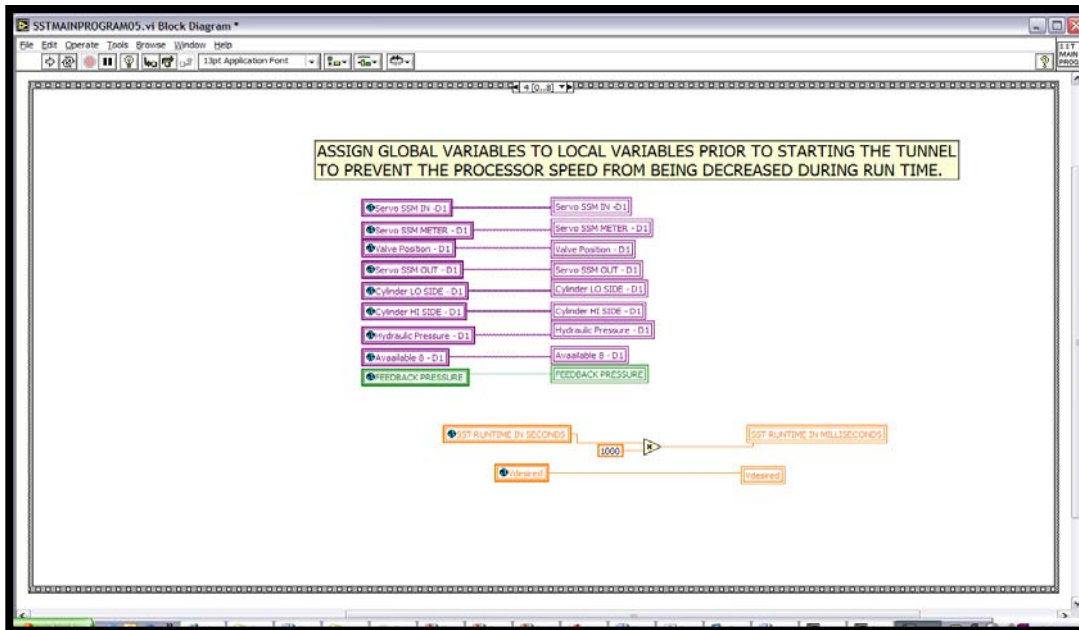 SSTMAINPROGRAM05.vi Block Diagram *
File Edit Operate Tools Browse Window Help
13pt Application Font
SST
MAIN
PROG
4 [0..8]
ASSIGN GLOBAL VARIABLES TO LOCAL VARIABLES PRIOR TO STARTING THE TUNNEL
TO PREVENT THE PROCESSOR SPEED FROM BEING DECREASED DURING RUN TIME.
Servo SSM IN -D1 Servo SSM IN -D1
Servo SSM METER - D1 Servo SSM METER - D1
Valve Position - D1 Valve Position - D1
Servo SSM OUT - D1 Servo SSM OUT - D1
Cylinder LO SIDE - D1 Cylinder LO SIDE - D1
Cylinder HI SIDE - D1 Cylinder HI SIDE - D1
Hydraulic Pressure - D1 Hydraulic Pressure - D1
Avaailable 8 - D1 Avaailable 8 - D1
FEEDBACK PRESSURE FEEDBACK PRESSURE
SST RUNTIME IN SECONDS SST RUNTIME IN MILLISECONDS
1000
Vdesired Vdesired